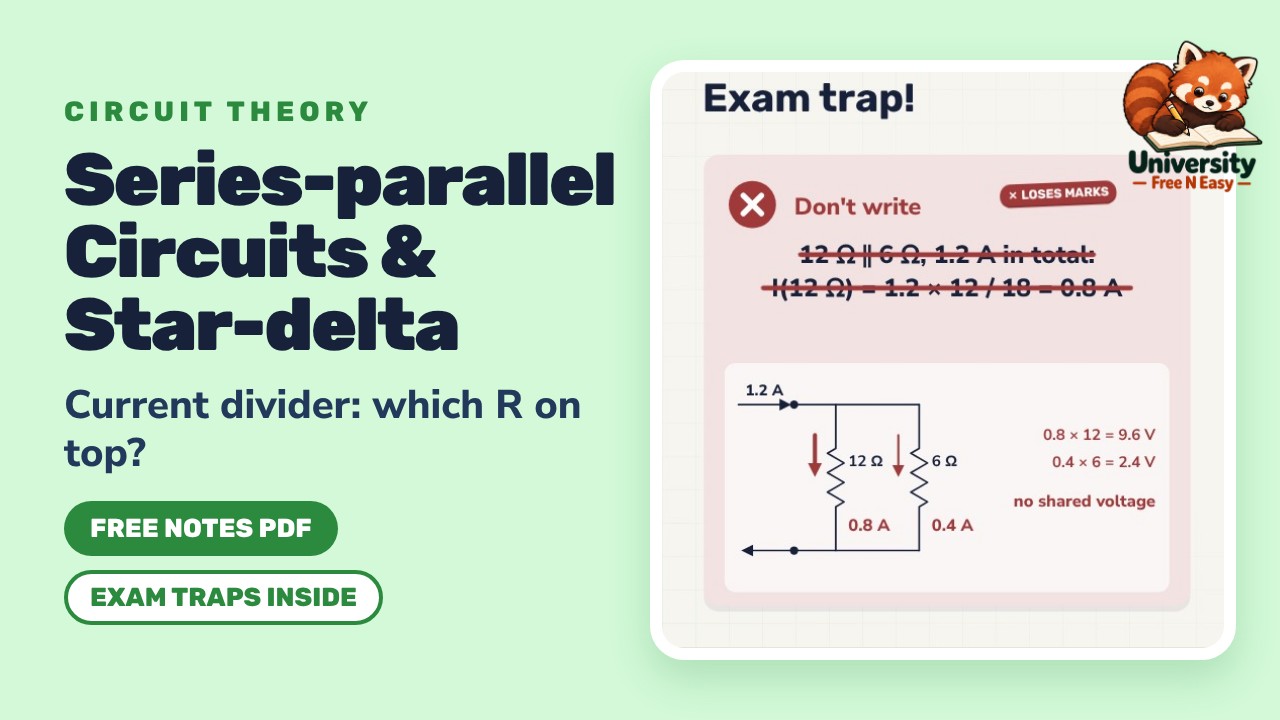 CIRCUIT THEORY
Series-parallel
Circuits &
Star-delta
Current divider: which R on
top?
FREE NOTES PDF
EXAM TRAPS INSIDE
Exam trap!
Don't write
× LOSES MARKS
12 Ω ∥ 6 Ω, 1.2 A in total:
I(12 Ω) = 1.2 × 12 / 18 = 0.8 A
1.2 A
12 Ω
6 Ω
0.8 A
0.4 A
0.8 × 12 = 9.6 V
0.4 × 6 = 2.4 V
no shared voltage
University
Free N Easy